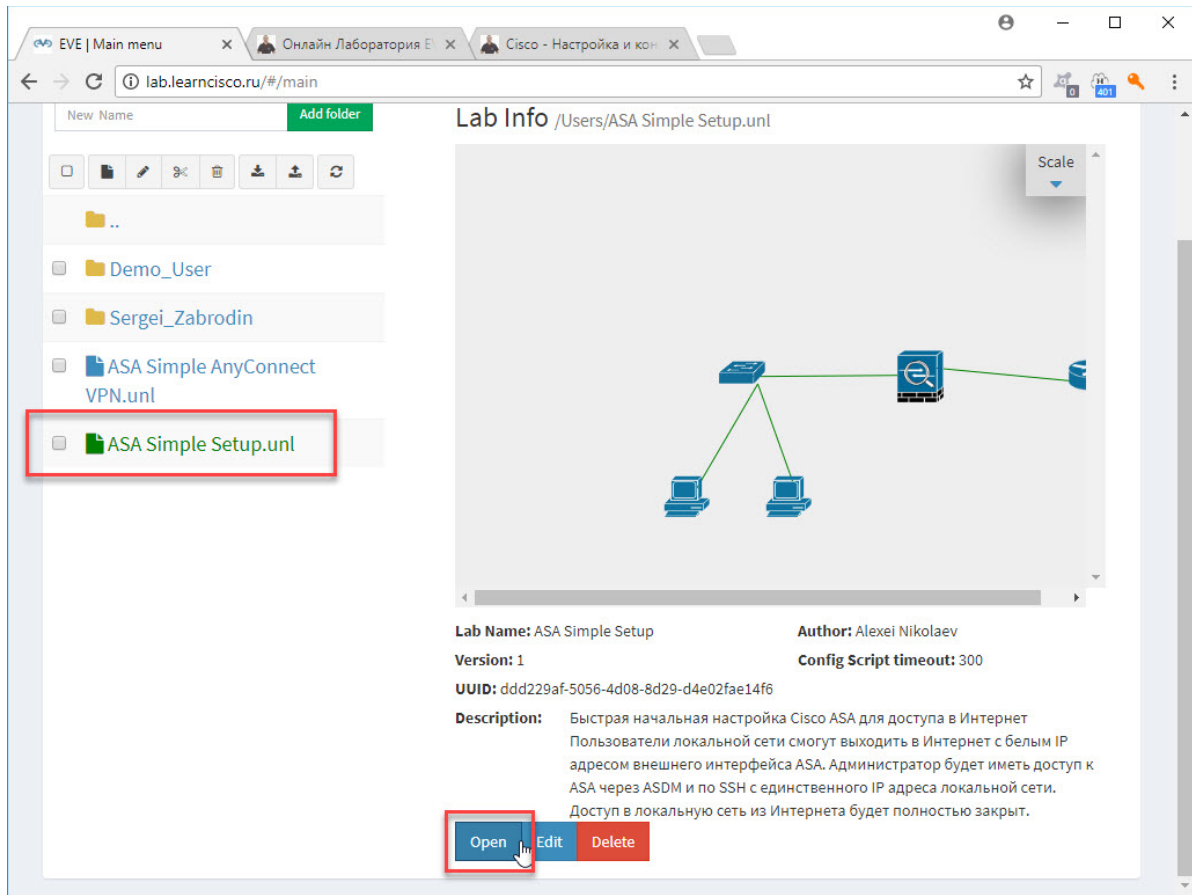 EVE | Main menu
Онлайн Лаборатория E
Cisco - Настройка и кон
lab.learncisco.ru/#/main
0
401
New Name
Add folder
Lab Info /Users/ASA Simple Setup.unl
Scale
..
Demo_User
Sergei_Zabrodin
ASA Simple AnyConnect
VPN.unl
ASA Simple Setup.unl
Lab Name: ASA Simple Setup
Author: Alexei Nikolaev
Version: 1
Config Script timeout: 300
UUID: ddd229af-5056-4d08-8d29-d4e02fae14f6
Description: Быстрая начальная настройка Cisco ASA для доступа в Интернет
Пользователи локальной сети смогут выходить в Интернет с белым IP
адресом внешнего интерфейса ASA. Администратор будет иметь доступ к
ASA через ASDM и по SSH с единственного IP адреса локальной сети.
Доступ в локальную сеть из Интернета будет полностью закрыт.
Open
Edit
Delete